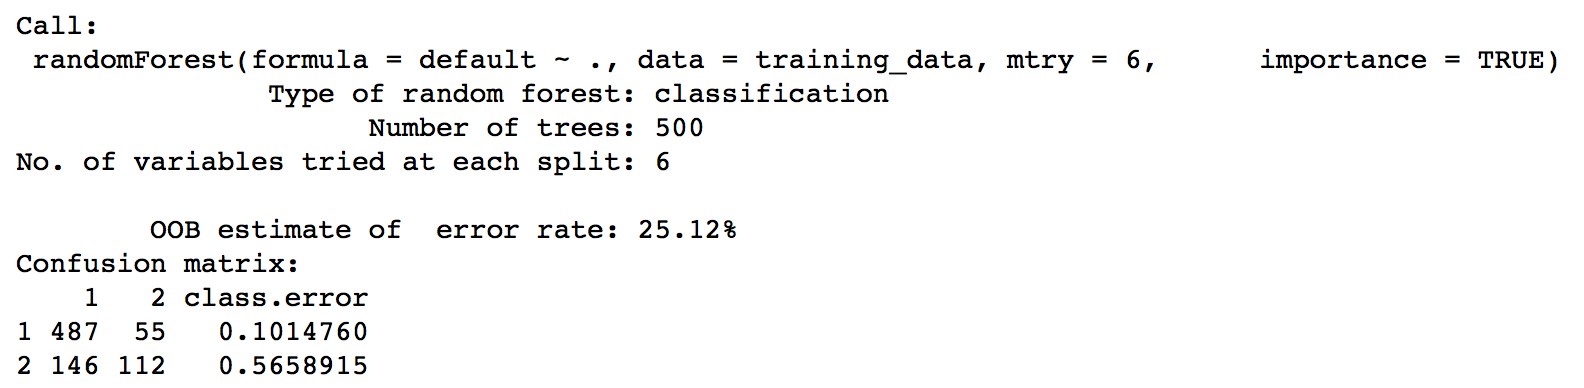 Call:
 randomForest(formula = default ~ ., data = training_data, mtry = 6,      importance = TRUE)
               Type of random forest: classification
                     Number of trees: 500
No. of variables tried at each split: 6

        OOB estimate of  error rate: 25.12%
Confusion matrix:
    1   2 class.error
1 487  55   0.1014760
2 146 112   0.5658915